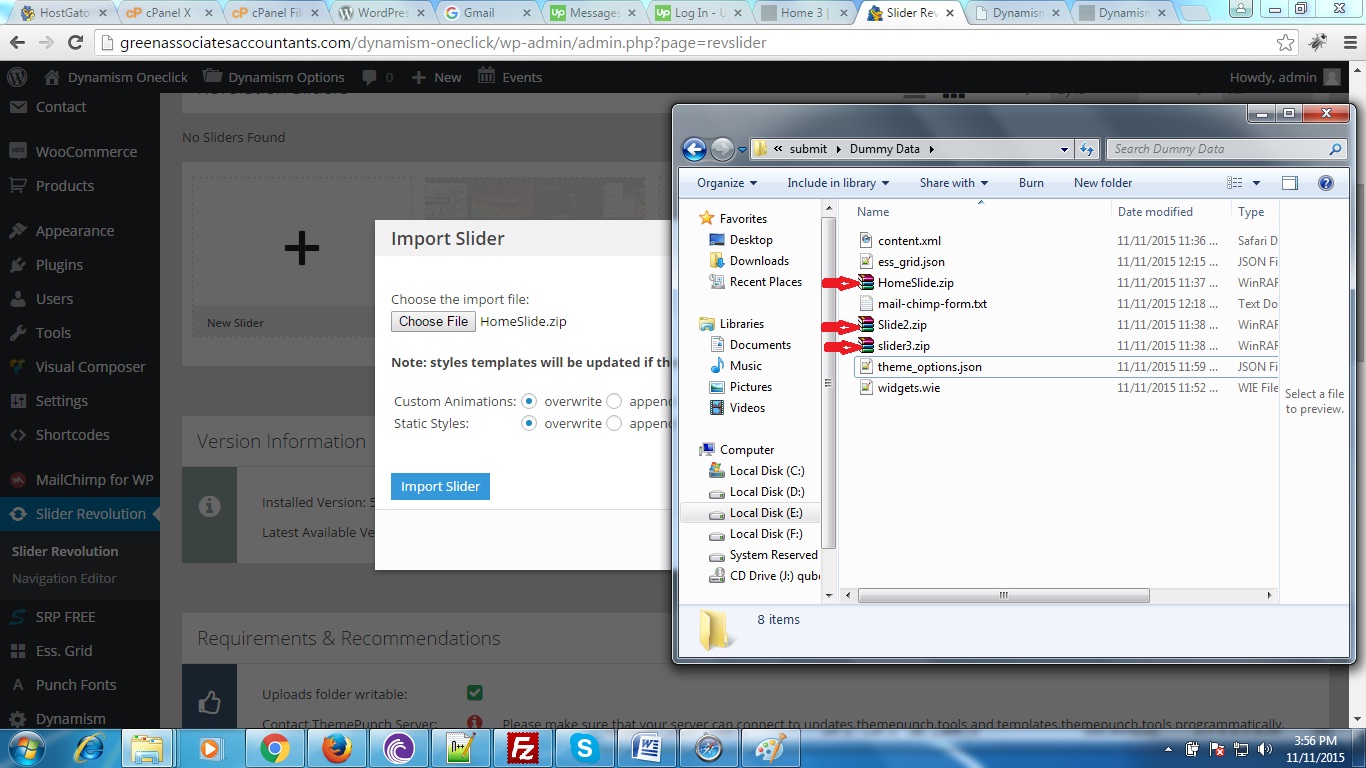 HostGato
cPanel X
cPanel Fil
WordPres
Gmail
Messages
Log In - U
Home 3 |
Slider Rev
Dynamism
Dynamism
greenassociatesaccountants.com/dynamism-oneclick/wp-admin/admin.php?page=revslider
Dynamism Oneclick
Dynamism Options
0
New
Events
Howdy, admin
Contact
WooCommerce
Products
Appearance
Plugins
Users
Tools
Visual Composer
Settings
Shortcodes
MailChimp for WP
Slider Revolution
Slider Revolution
Navigation Editor
SRP FREE
Ess. Grid
Punch Fonts
Dynamism
No Sliders Found
New Slider
Version Information
Installed Version: 5
Latest Available Ve
Requirements & Recommendations
Uploads folder writable:
Contact ThemePunch Server:
Please make sure that your server can connect to updates.themepunch.tools and templates.themepunch.tools programmatically.
Import Slider
Choose the import file:
Choose File HomeSlide.zip
Note: styles templates will be updated if th
Custom Animations: overwrite append
Static Styles: overwrite append
Import Slider
« submit Dummy Data
Search Dummy Data
Organize
Include in library
Share with
Burn
New folder
Favorites
Desktop
Downloads
Recent Places
Libraries
Documents
Music
Pictures
Videos
Computer
Local Disk (C:)
Local Disk (D:)
Local Disk (E:)
Local Disk (F:)
System Reserved
CD Drive (J:) qube
Name Date modified Type
content.xml 11/11/2015 11:36 ... Safari D
ess_grid.json 11/11/2015 12:15 ... JSON Fi
HomeSlide.zip 11/11/2015 11:37 ... WinRAR
mail-chimp-form.txt 11/11/2015 12:18 ... Text Do
Slide2.zip 11/11/2015 11:38 ... WinRAR
slider3.zip 11/11/2015 11:38 ... WinRAR
theme_options.json 11/11/2015 11:59 ... JSON Fi
widgets.wie 11/11/2015 11:52 ... WIE File
Select a file
to preview.
8 items
3:56 PM
11/11/2015